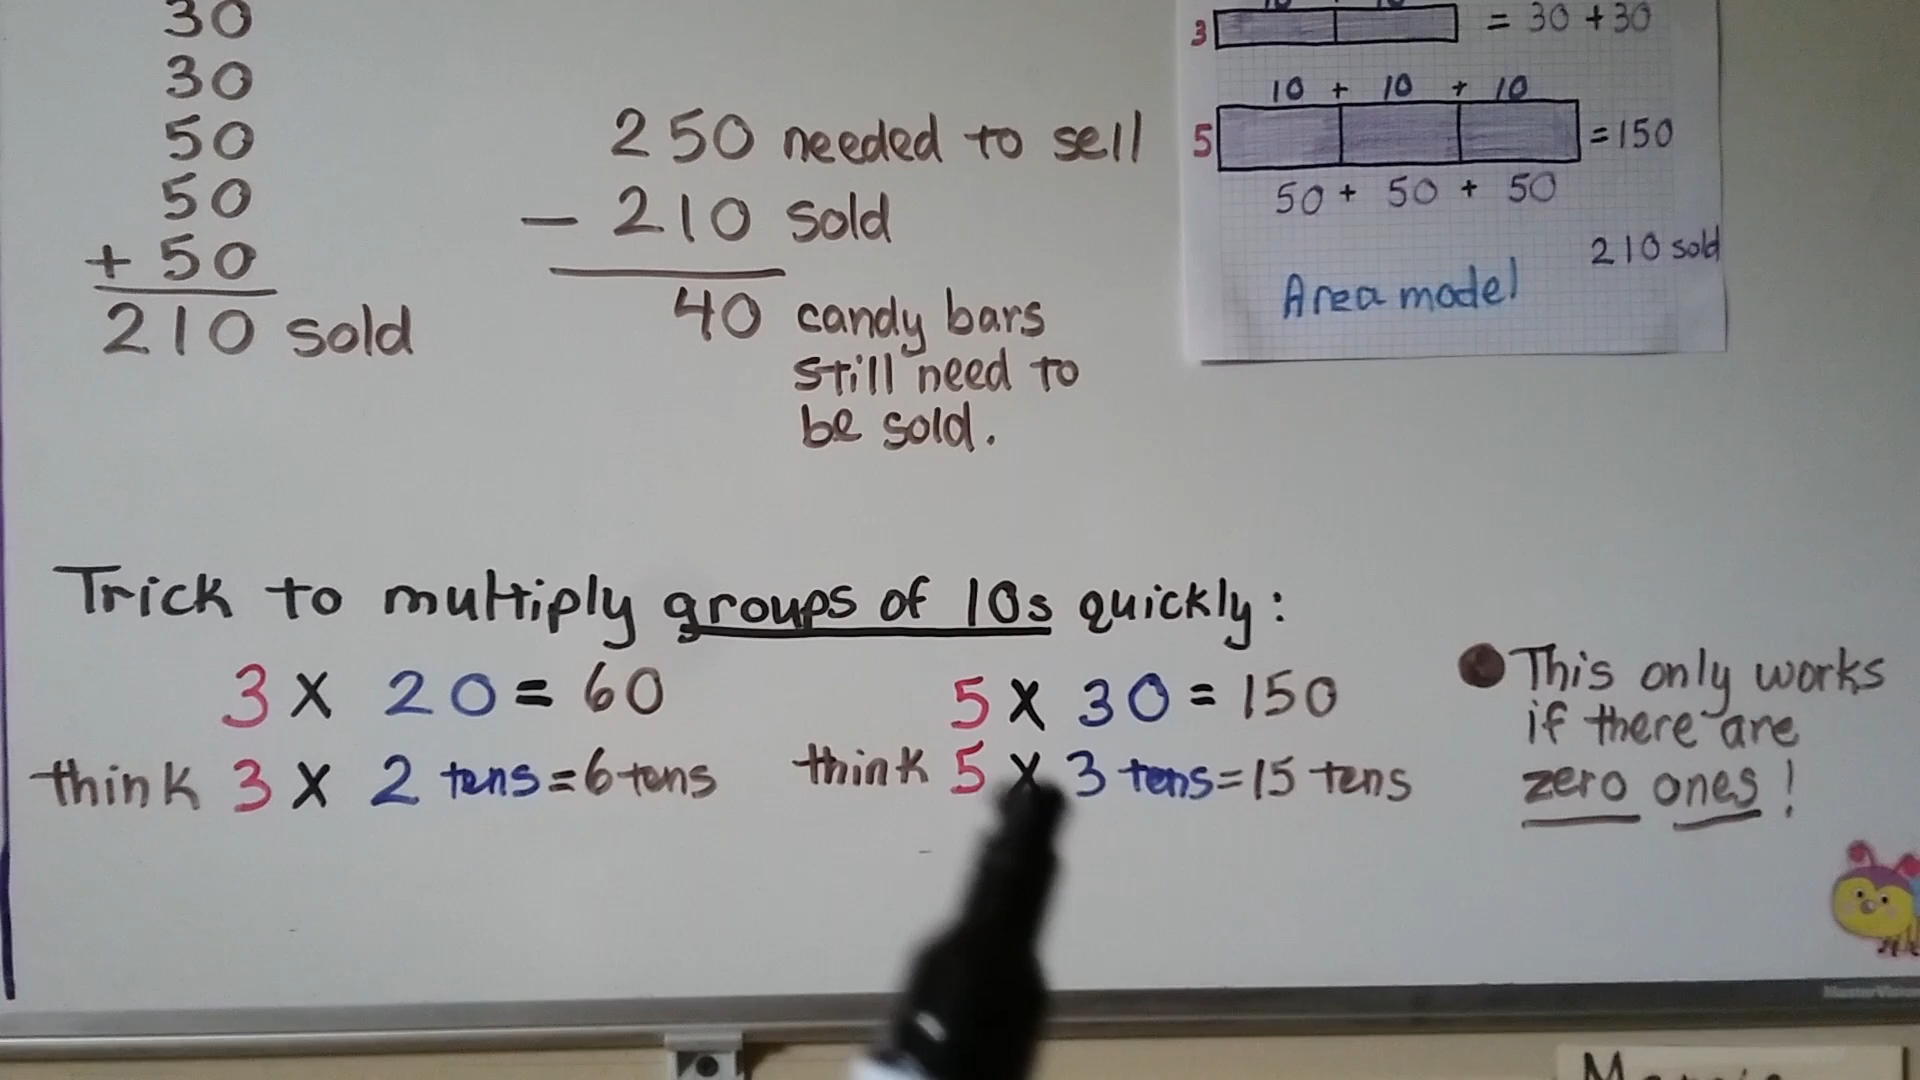 30
30
50
50
+ 50
210 sold
250 needed to sell
- 210 sold
40 candy bars
still need to
be sold.
3 = 30 + 30
10 + 10 + 10
5 = 150
50 + 50 + 50
210 sold
Area model
Trick to multiply groups of 10s quickly:
3 x 20 = 60
think 3 x 2 tens = 6 tens
5 x 30 = 150
think 5 x 3 tens = 15 tens
This only works
if there are
zero ones!